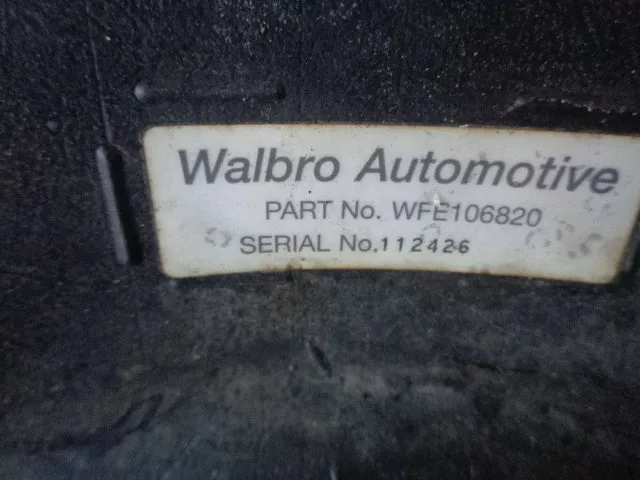 Walbro Automotive
PART No. WFE106820
SERIAL No. 112426